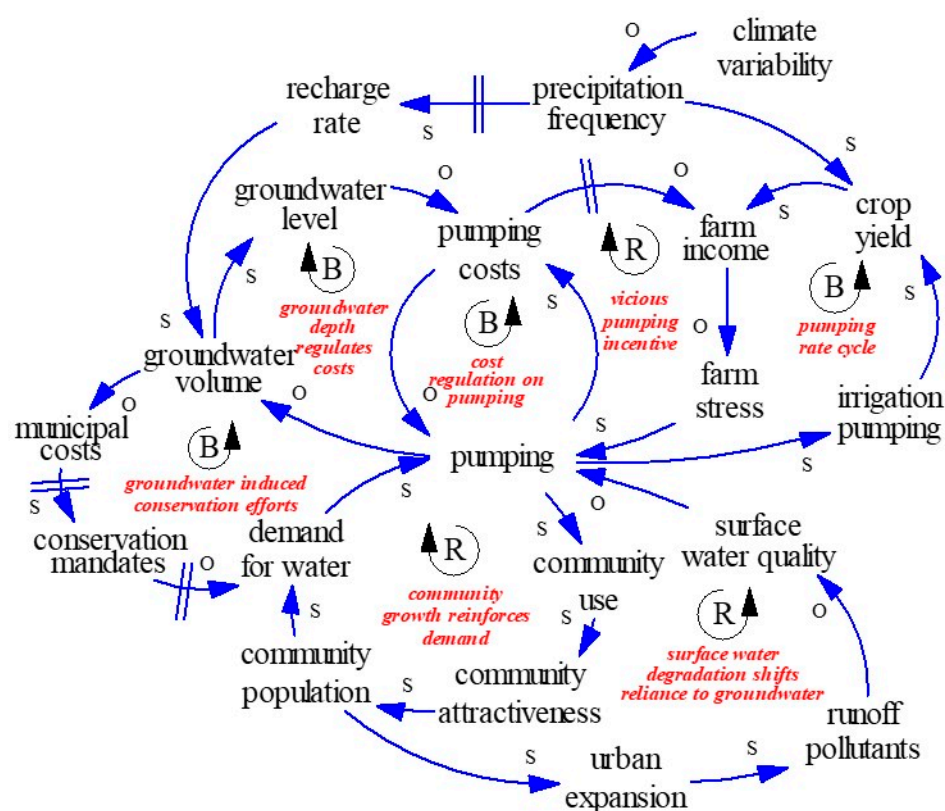 climate
variability
O
recharge
rate
precipitation
frequency
S
S
groundwater
level
O
pumping
costs
O
farm
income
S
crop
yield
S
B
groundwater
depth
regulates
costs
R
vicious
pumping
incentive
S
B
cost
regulation on
pumping
B
pumping
rate cycle
S
S
groundwater
volume
O
O
O
farm
stress
irrigation
pumping
O
municipal
costs
B
groundwater induced
conservation efforts
S
pumping
S
S
S
conservation
mandates
O
demand
for water
S
S
O
surface
water quality
R
community
growth reinforces
demand
community
use
S
S
community
population
community
attractiveness
S
R
surface water
degradation shifts
reliance to groundwater
O
runoff
pollutants
S
urban
expansion
S